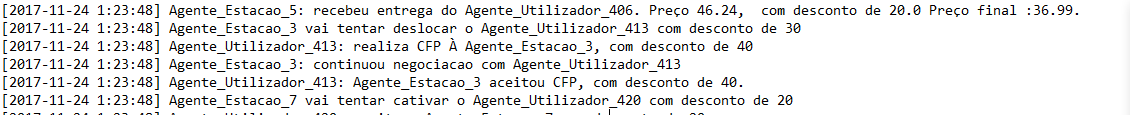 [2017-11-24 1:23:48] Agente_Estacao_5: recebeu entrega do Agente_Utilizador_406. Preço 46.24,  com desconto de 20.0 Preço final :36.99.
[2017-11-24 1:23:48] Agente_Estacao_3 vai tentar deslocar o Agente_Utilizador_413 com desconto de 30
[2017-11-24 1:23:48] Agente_Utilizador_413: realiza CFP À Agente_Estacao_3, com desconto de 40
[2017-11-24 1:23:48] Agente_Estacao_3: continuou negociacao com Agente_Utilizador_413
[2017-11-24 1:23:48] Agente_Utilizador_413: Agente_Estacao_3 aceitou CFP, com desconto de 40.
[2017-11-24 1:23:48] Agente_Estacao_7 vai tentar cativar o Agente_Utilizador_420 com desconto de 20